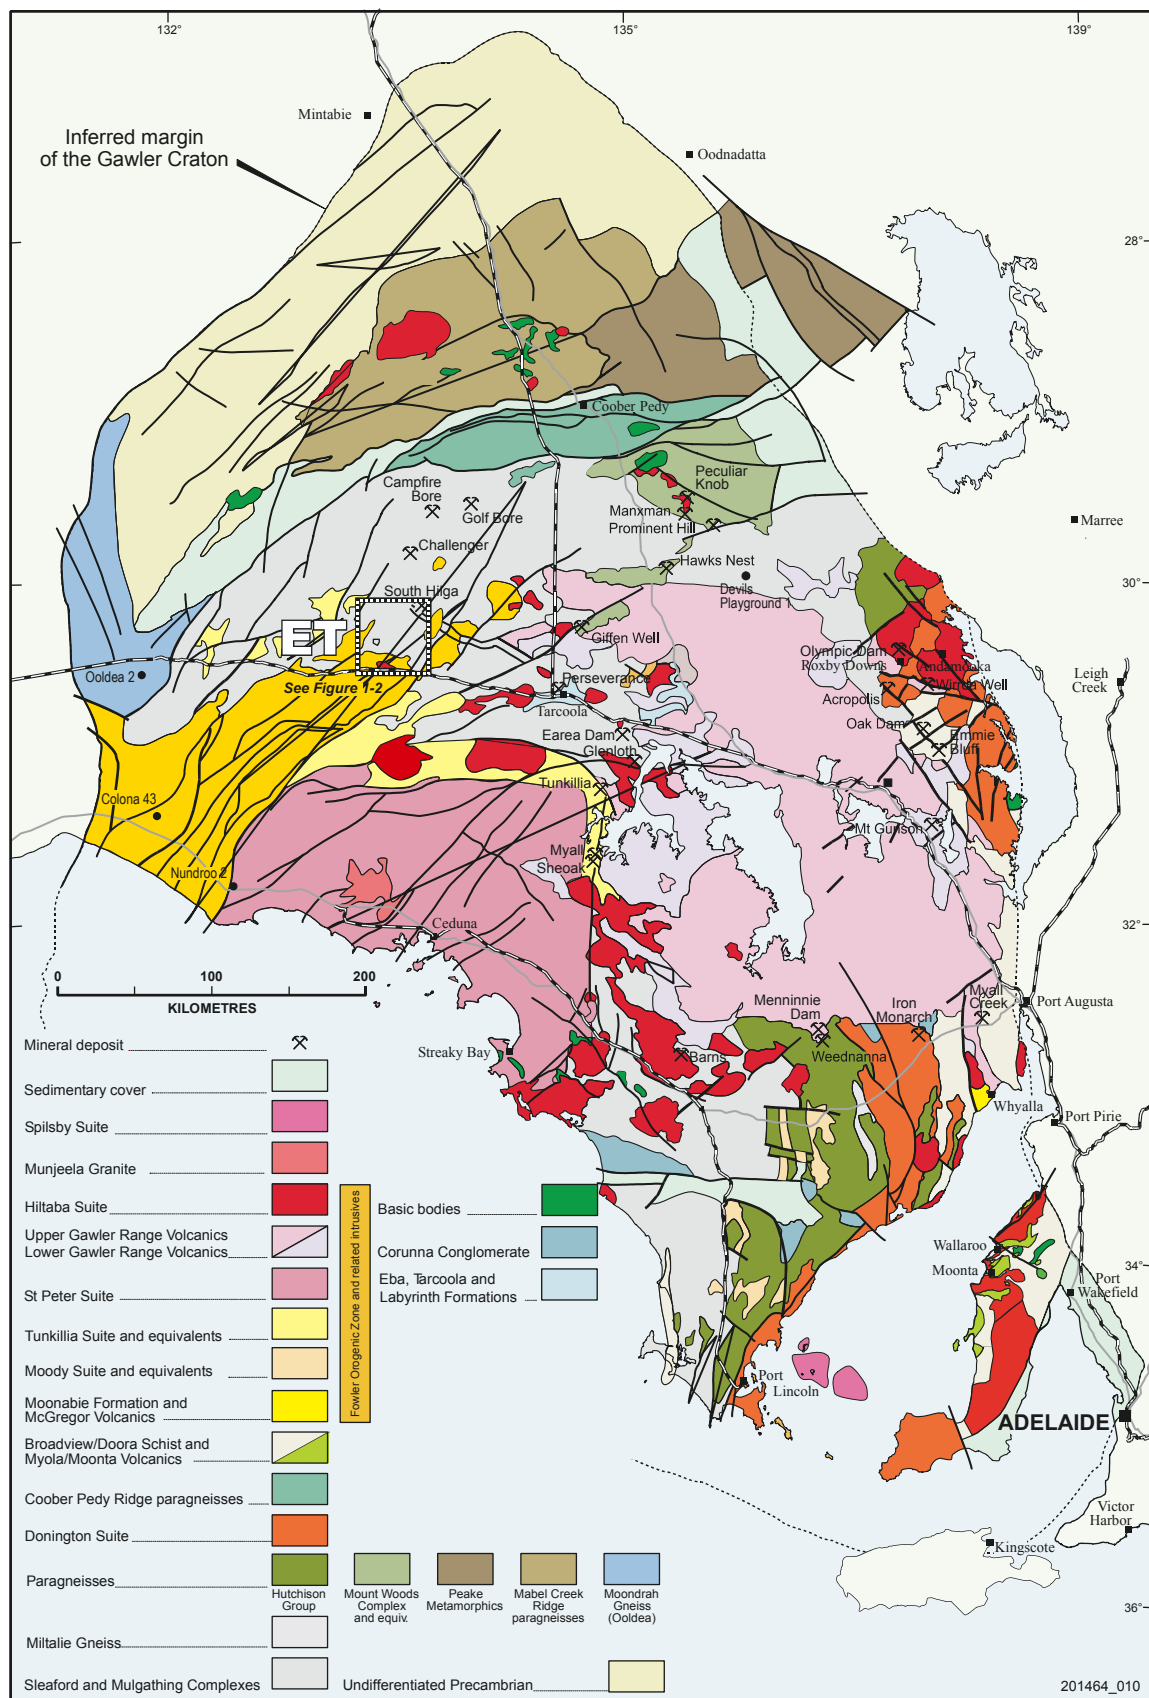 132°
135°
139°
Mintabie
Inferred margin
of the Gawler Craton
Oodnadatta
28°
Coober Pedy
Campfire
Bore
Golf Bore
Peculiar
Knob
Manxman
Prominent Hill
Marree
Challenger
Hawks Nest
Devils
Playground 1
30°
South Hilga
ET
See Figure 1-2
Giffen Well
Olympic Dam
Roxby Downs
Andamooka
Wirrda Well
Acropolis
Leigh
Creek
Ooldea 2
Perseverance
Tarcoola
Earea Dam
Glenloth
Oak Dam
Emmie
Bluff
Tunkillia
Colona 43
Mt Gunson
Myall
Sheoak
Nundroo 2
Ceduna
32°
0
100
200
KILOMETRES
Menninnie
Dam
Iron
Monarch
Myall
Creek
Port Augusta
Weednanna
Barns
Streaky Bay
Whyalla
Port Pirie
Wallaroo
Moonta
34°
Port
Wakefield
Port
Lincoln
ADELAIDE
Victor
Harbor
Kingscote
36°
Mineral deposit
Sedimentary cover
Spilsby Suite
Munjeela Granite
Hiltaba Suite
Upper Gawler Range Volcanics
Lower Gawler Range Volcanics
St Peter Suite
Tunkillia Suite and equivalents
Moody Suite and equivalents
Moonabie Formation and
McGregor Volcanics
Broadview/Doora Schist and
Myola/Moonta Volcanics
Coober Pedy Ridge paragneisses
Donington Suite
Paragneisses
Hutchison
Group
Mount Woods
Complex
and equiv.
Peake
Metamorphics
Mabel Creek
Ridge
paragneisses
Moondrah
Gneiss
(Ooldea)
Miltalie Gneiss
Sleaford and Mulgathing Complexes
Undifferentiated Precambrian
Fowler Orogenic Zone and related intrusives
Basic bodies
Corunna Conglomerate
Eba, Tarcoola and
Labyrinth Formations
201464_010